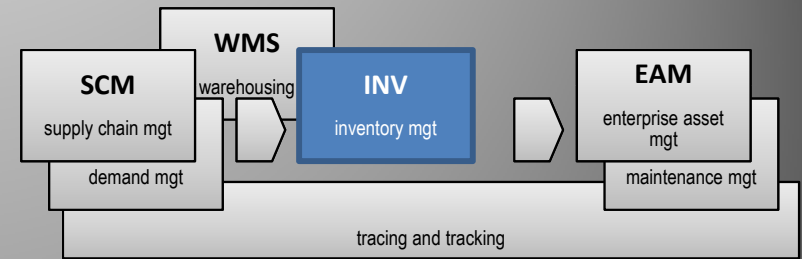 WMS
warehousing
SCM
supply chain mgt
demand mgt
INV
inventory mgt
EAM
enterprise asset
mgt
maintenance mgt
tracing and tracking